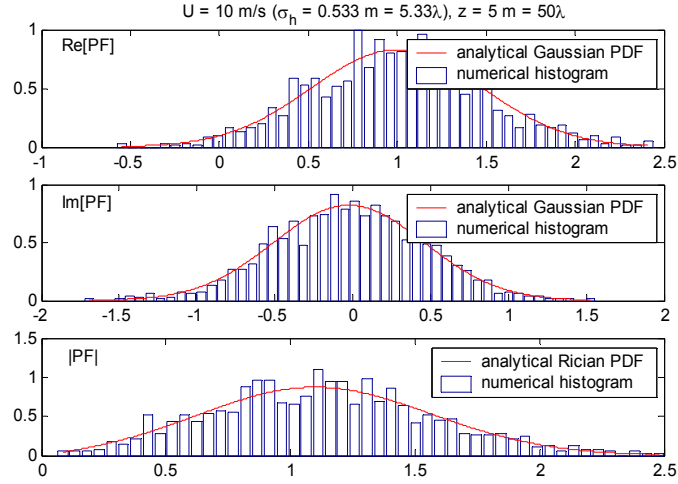 U = 10 m/s (σh = 0.533 m = 5.33λ), z = 5 m = 50λ
1
0.5
0
Re[PF]
analytical Gaussian PDF
numerical histogram
-1 -0.5 0 0.5 1 1.5 2 2.5
1
0.5
0
Im[PF]
analytical Gaussian PDF
numerical histogram
-2 -1.5 -1 -0.5 0 0.5 1 1.5 2
1.5
1
0.5
0
|PF|
analytical Rician PDF
numerical histogram
0 0.5 1 1.5 2 2.5